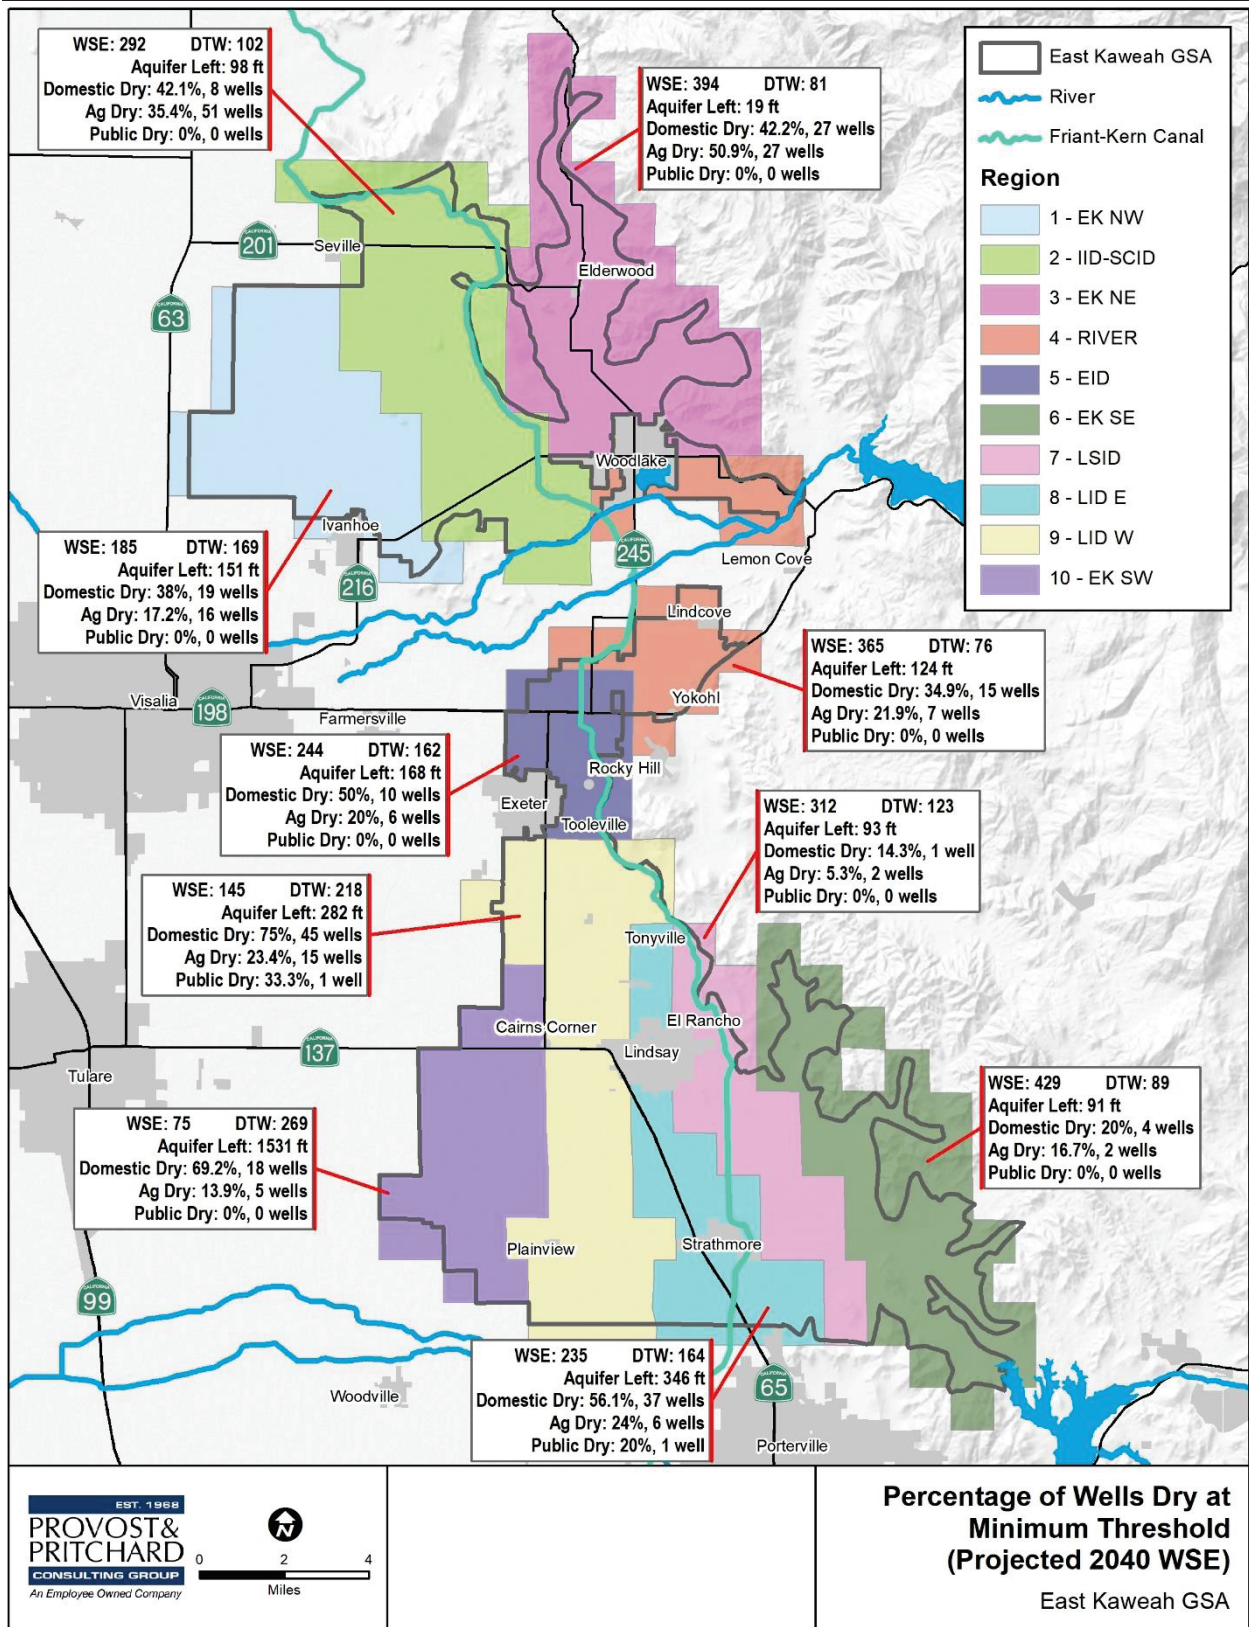 WSE: 292 DTW: 102
Aquifer Left: 98 ft
Domestic Dry: 42.1%, 8 wells
Ag Dry: 35.4%, 51 wells
Public Dry: 0%, 0 wells
WSE: 394 DTW: 81
Aquifer Left: 19 ft
Domestic Dry: 42.2%, 27 wells
Ag Dry: 50.9%, 27 wells
Public Dry: 0%, 0 wells
East Kaweah GSA
River
Friant-Kern Canal
Region
1 - EK NW
2 - IID-SCID
3 - EK NE
4 - RIVER
5 - EID
6 - EK SE
7 - LSID
8 - LID E
9 - LID W
10 - EK SW
CALIFORNIA
201
Seville
Elderwood
CALIFORNIA
63
Woodlake
Ivanhoe
WSE: 185 DTW: 169
Aquifer Left: 151 ft
Domestic Dry: 38%, 19 wells
Ag Dry: 17.2%, 16 wells
Public Dry: 0%, 0 wells
CALIFORNIA
216
CALIFORNIA
245
Lemon Cove
Lindcove
WSE: 365 DTW: 76
Aquifer Left: 124 ft
Domestic Dry: 34.9%, 15 wells
Ag Dry: 21.9%, 7 wells
Public Dry: 0%, 0 wells
Visalia
CALIFORNIA
198
Farmersville
Yokohl
WSE: 244 DTW: 162
Aquifer Left: 168 ft
Domestic Dry: 50%, 10 wells
Ag Dry: 20%, 6 wells
Public Dry: 0%, 0 wells
Rocky Hill
Exeter
Tooleville
WSE: 312 DTW: 123
Aquifer Left: 93 ft
Domestic Dry: 14.3%, 1 well
Ag Dry: 5.3%, 2 wells
Public Dry: 0%, 0 wells
WSE: 145 DTW: 218
Aquifer Left: 282 ft
Domestic Dry: 75%, 45 wells
Ag Dry: 23.4%, 15 wells
Public Dry: 33.3%, 1 well
Tonyville
Cairns Corner
El Rancho
CALIFORNIA
137
Lindsay
Tulare
WSE: 429 DTW: 89
Aquifer Left: 91 ft
Domestic Dry: 20%, 4 wells
Ag Dry: 16.7%, 2 wells
Public Dry: 0%, 0 wells
WSE: 75 DTW: 269
Aquifer Left: 1531 ft
Domestic Dry: 69.2%, 18 wells
Ag Dry: 13.9%, 5 wells
Public Dry: 0%, 0 wells
Plainview
Strathmore
CALIFORNIA
99
WSE: 235 DTW: 164
Aquifer Left: 346 ft
Domestic Dry: 56.1%, 37 wells
Ag Dry: 24%, 6 wells
Public Dry: 20%, 1 well
Woodville
CALIFORNIA
65
Porterville
EST. 1968
PROVOST&
PRITCHARD
CONSULTING GROUP
An Employee Owned Company
N
0 2 4
Miles
Percentage of Wells Dry at
Minimum Threshold
(Projected 2040 WSE)
East Kaweah GSA